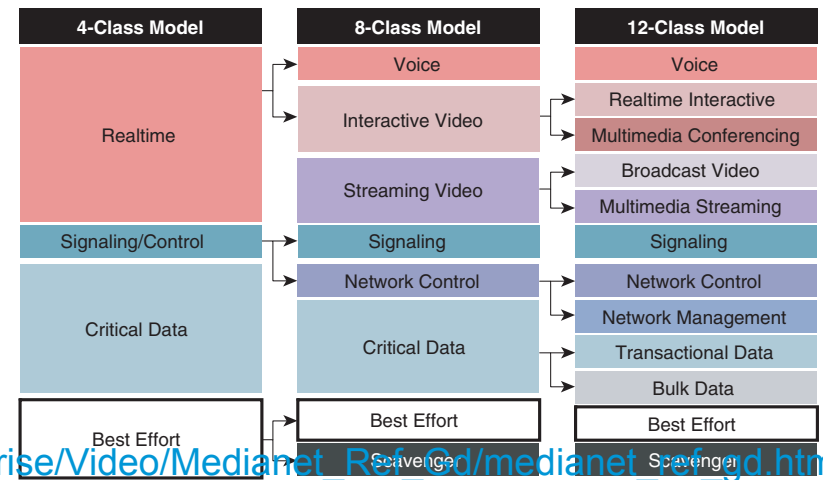 4-Class Model
8-Class Model
12-Class Model
Realtime
Signaling/Control
Critical Data
Best Effort
Voice
Interactive Video
Streaming Video
Signaling
Network Control
Critical Data
Best Effort
Scavenger
Voice
Realtime Interactive
Multimedia Conferencing
Broadcast Video
Multimedia Streaming
Signaling
Network Control
Network Management
Transactional Data
Bulk Data
Best Effort
Scavenger
rise/Video/Medianet_Ref_Gd/medianet_ref_gd.htm